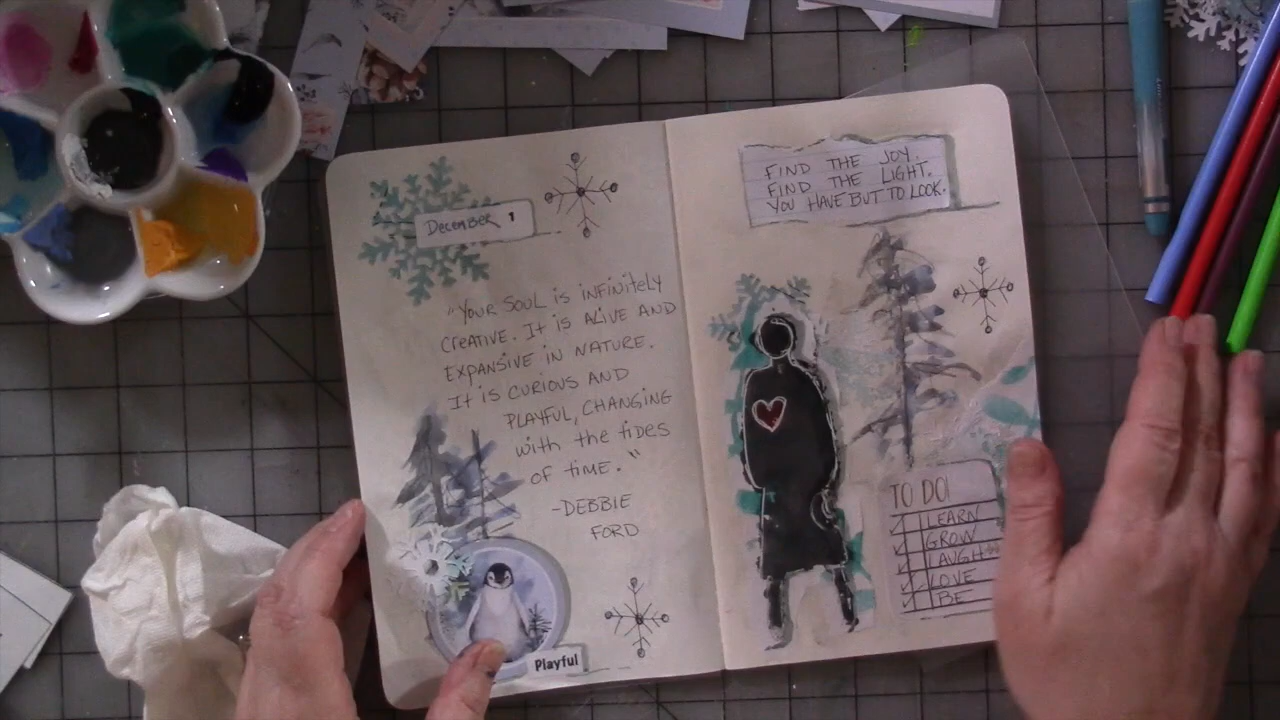 December 1
"YOUR SOUL is infinitely
CREATIVE. It is ALIVE AND
EXPANSIVE IN NATURE.
It is CURIOUS AND
PLAYFUL, CHANGING
with the tides
of time."
-DEBBIE
FORD
Playful
FIND THE JOY.
FIND THE LIGHT.
YOU HAVE BUT TO LOOK.
TO DO
LEARN
GROW
LAUGH
LOVE
BE